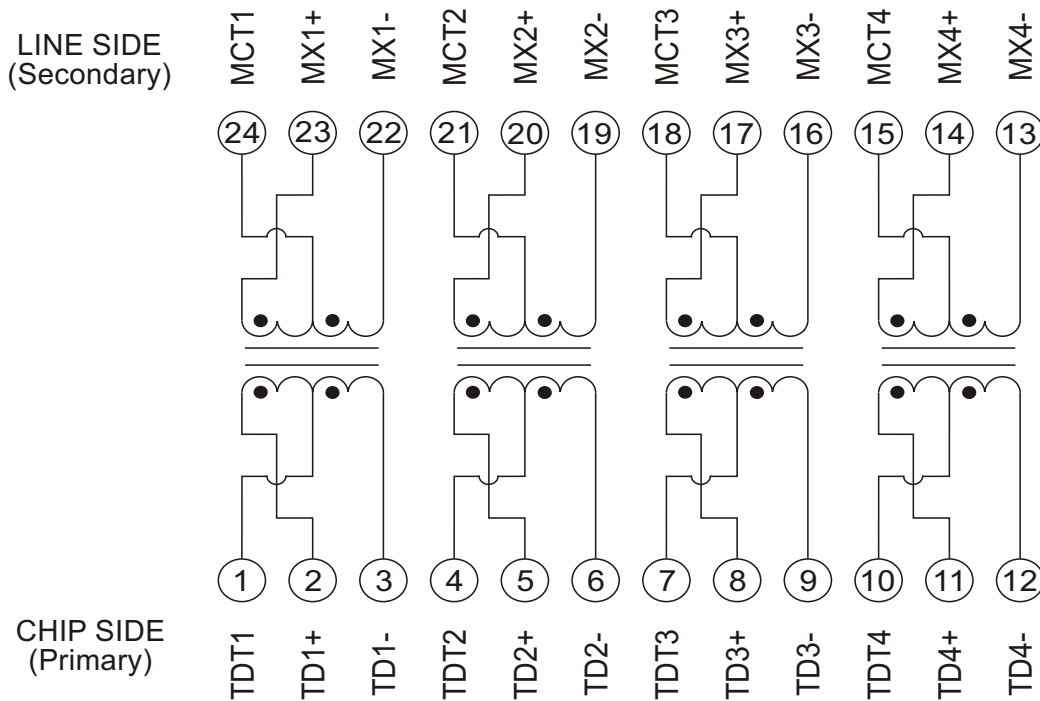 LINE SIDE
(Secondary)
MCT1
MX1+
MX1-
MCT2
MX2+
MX2-
MCT3
MX3+
MX3-
MCT4
MX4+
MX4-
24 23 22 21 20 19 18 17 16 15 14 13
1 2 3 4 5 6 7 8 9 10 11 12
CHIP SIDE
(Primary)
TDT1
TD1+
TD1-
TDT2
TD2+
TD2-
TDT3
TD3+
TD3-
TDT4
TD4+
TD4-